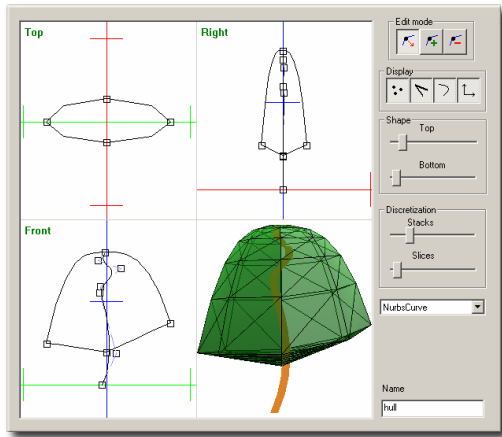 Top
Right
Front
Edit mode
Display
Shape
Top
Bottom
Discretization
Stacks
Slices
NurbsCurve
Name
hull